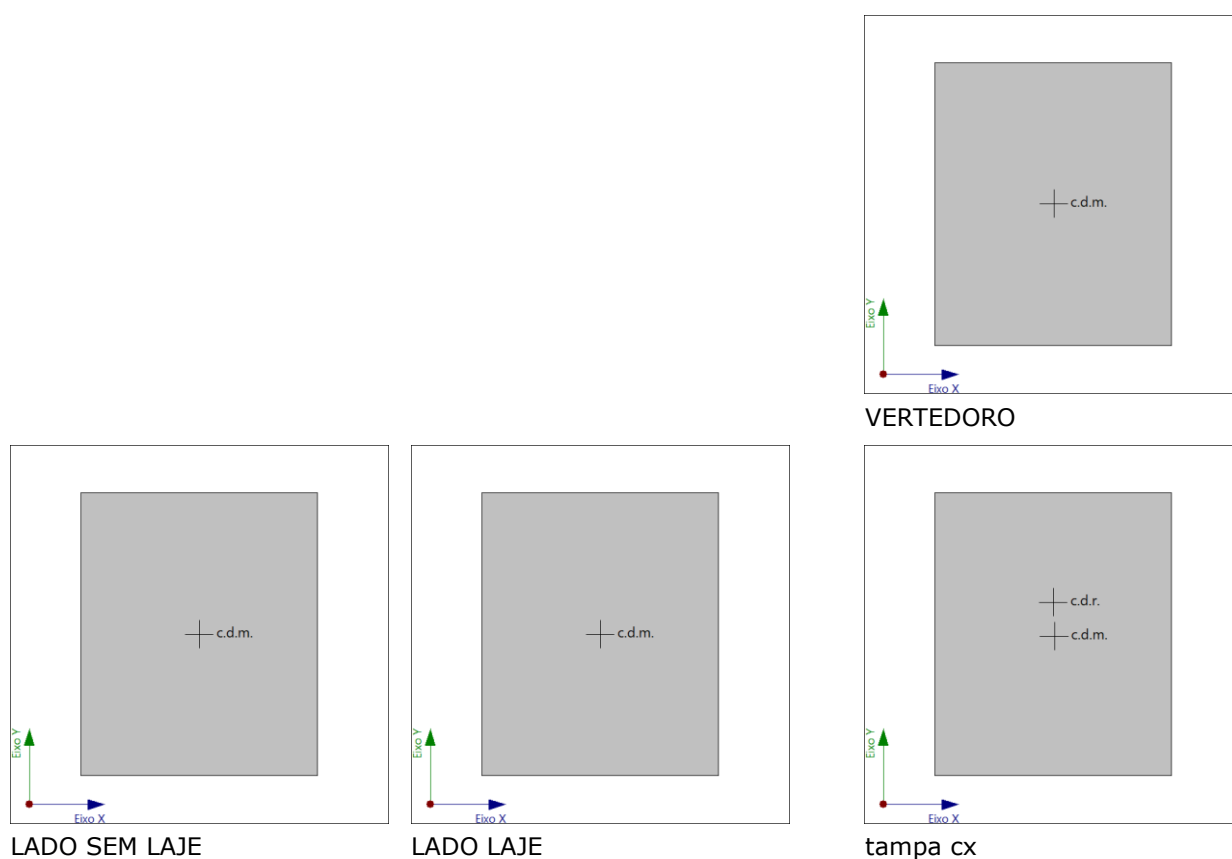 c.d.m.
Eixo Y
Eixo X
VERTEDORO
c.d.m.
Eixo Y
Eixo X
LADO SEM LAJE
c.d.m.
Eixo Y
Eixo X
LADO LAJE
c.d.r.
c.d.m.
Eixo Y
Eixo X
tampa cx